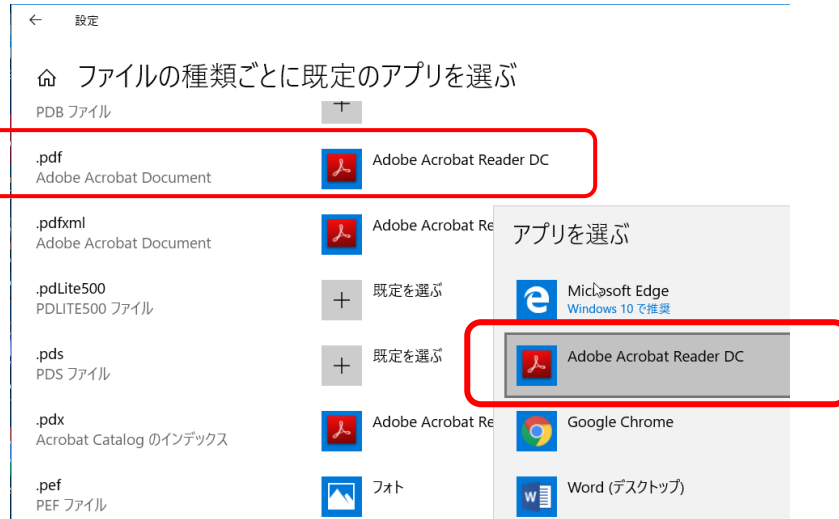 設定
ファイルの種類ごとに既定のアプリを選ぶ
PDB ファイル
.pdf
Adobe Acrobat Document
Adobe Acrobat Reader DC
.pdfxml
Adobe Acrobat Document
Adobe Acrobat Re
.pdLite500
PDLITE500 ファイル
既定を選ぶ
.pds
PDS ファイル
既定を選ぶ
.pdx
Acrobat Catalog のインデックス
Adobe Acrobat Re
.pef
PEF ファイル
フォト
アプリを選ぶ
Microsoft Edge
Windows 10 で推奨
Adobe Acrobat Reader DC
Google Chrome
Word (デスクトップ)